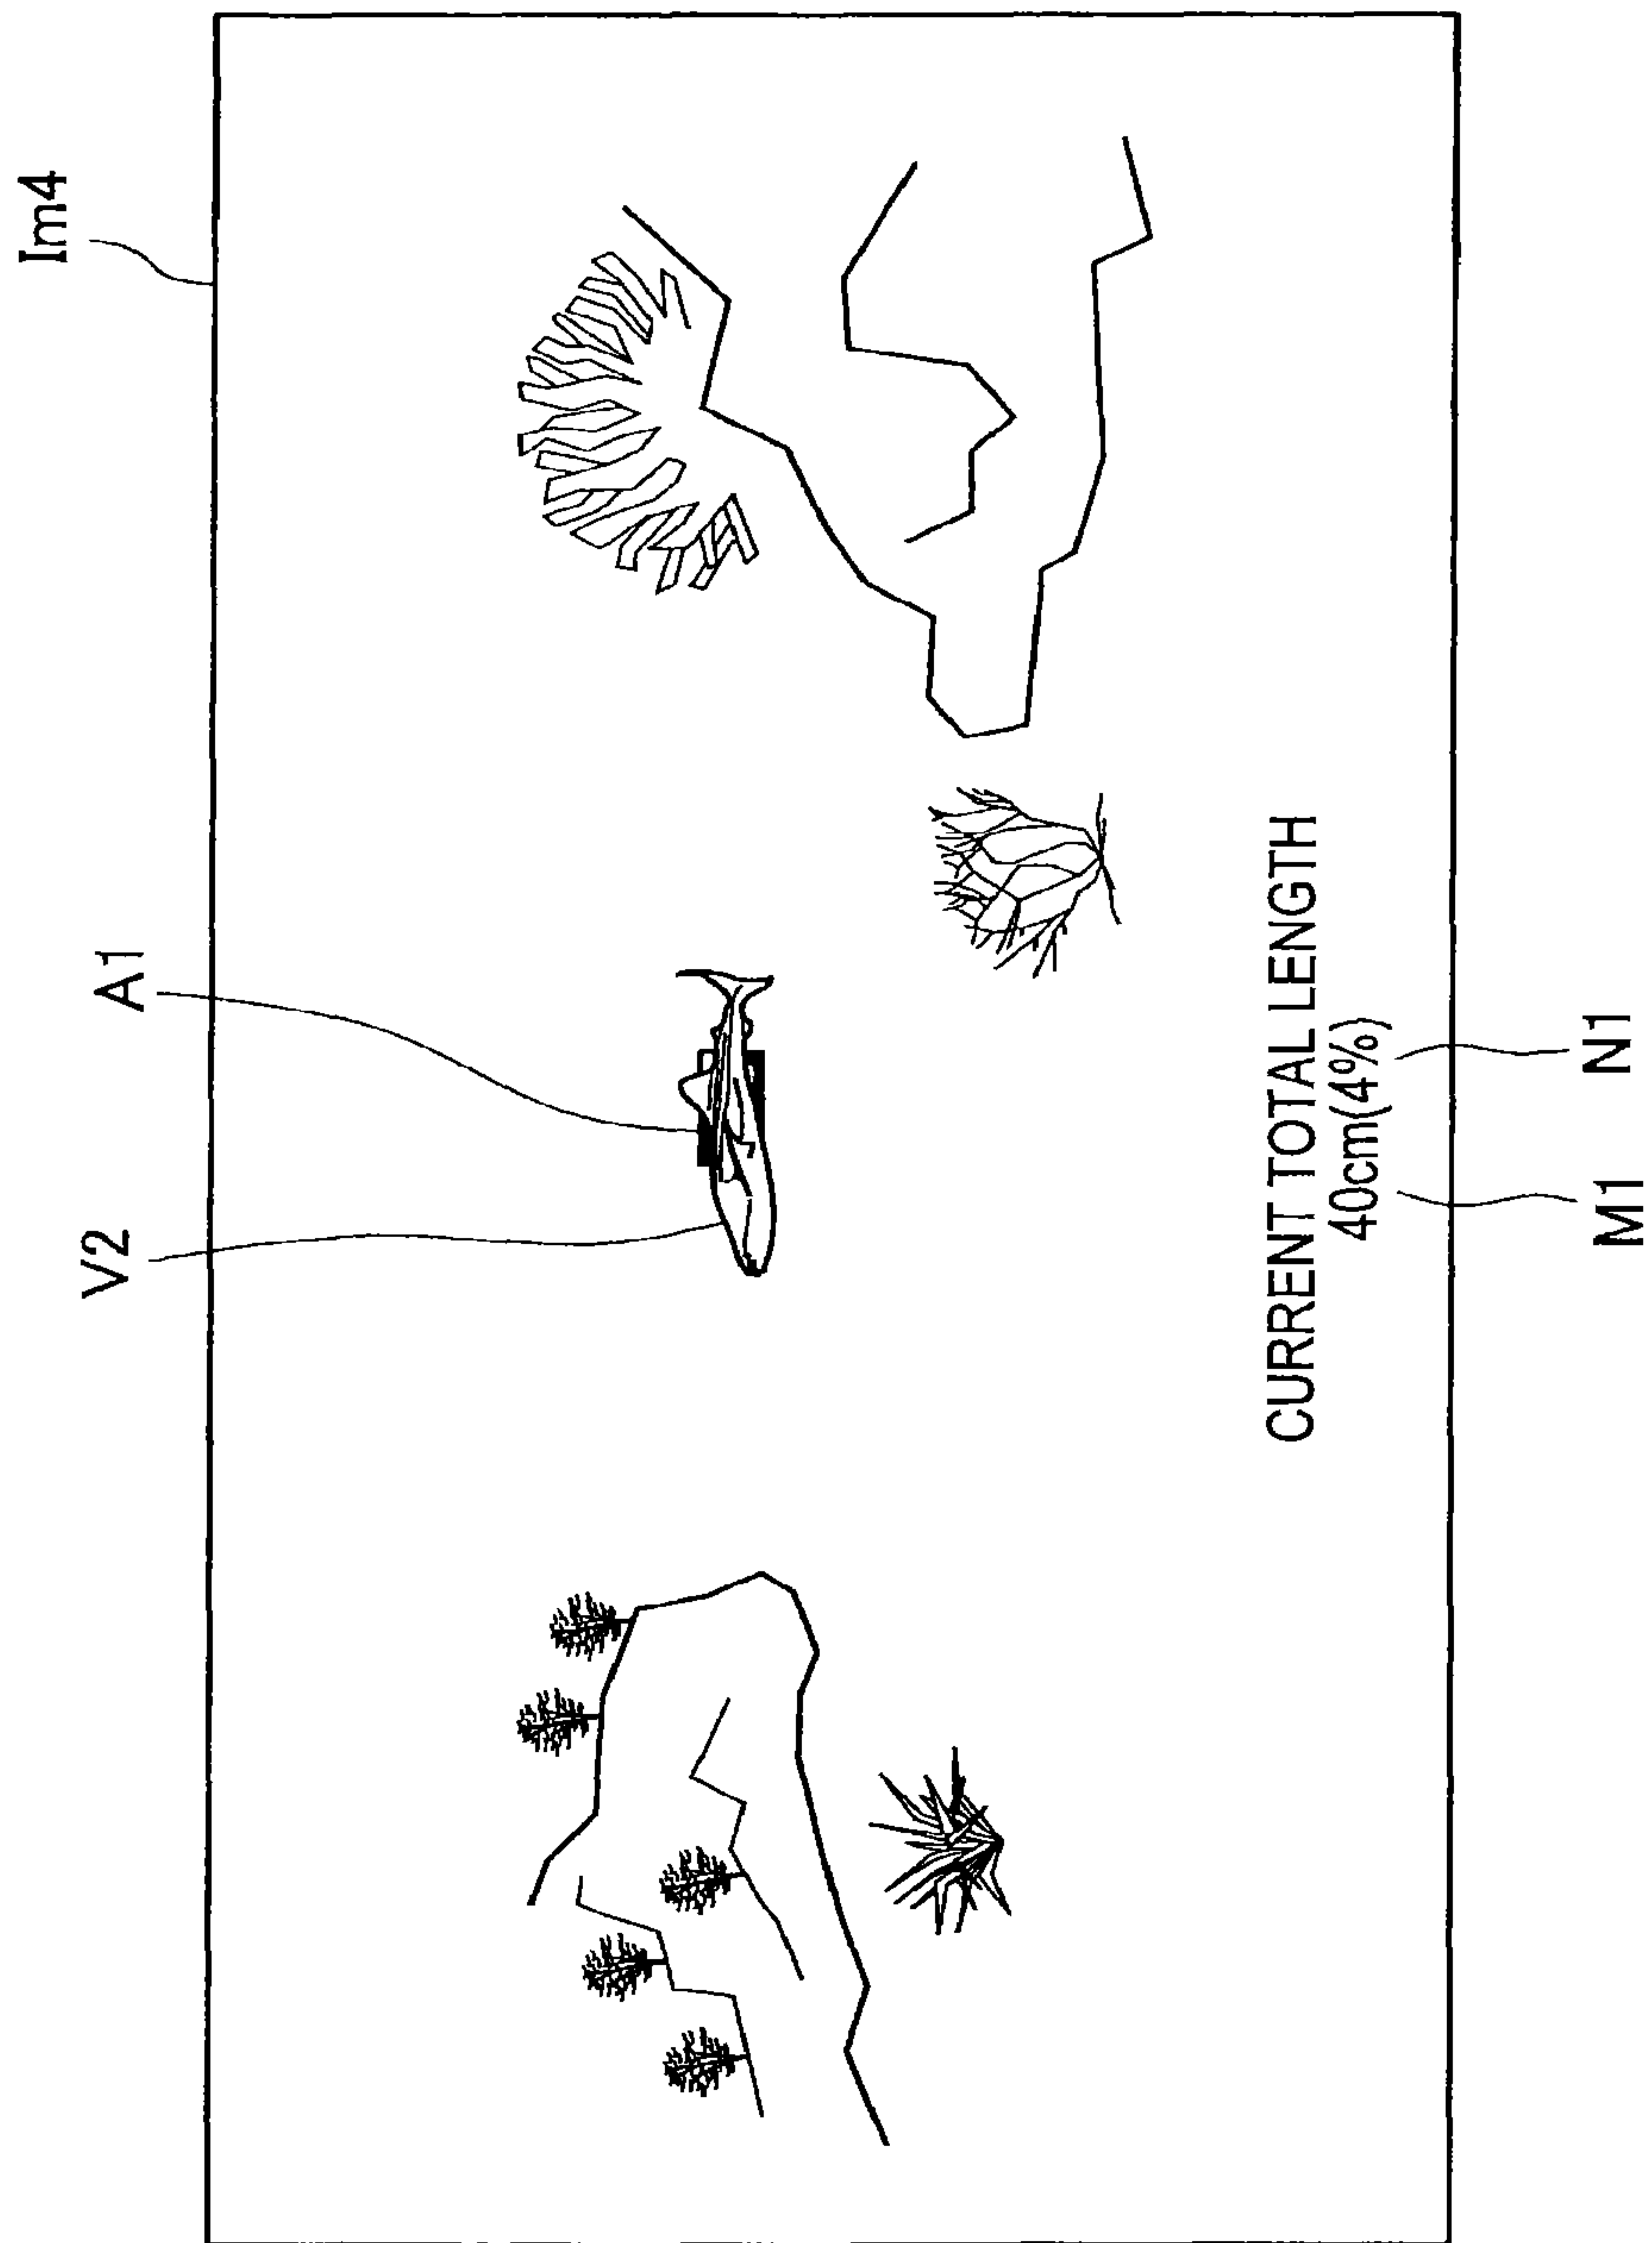 V2
A1
Im4
CURRENT TOTAL LENGTH
40cm(4%)
M1
N1